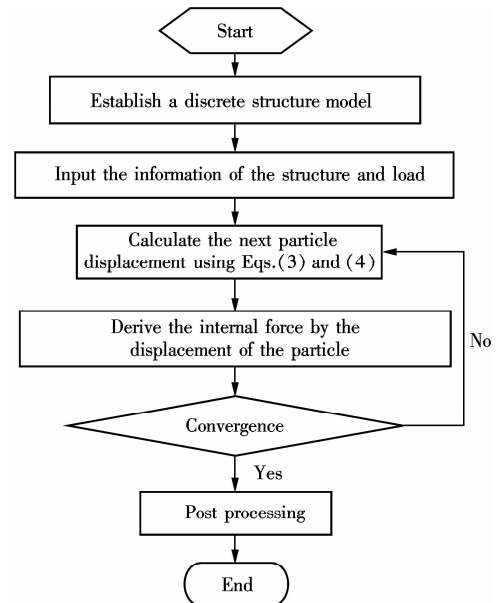 Start
Establish a discrete structure model
Input the information of the structure and load
Calculate the next particle
displacement using Eqs.(3) and (4)
Derive the internal force by the
displacement of the particle
No
Convergence
Yes
Post processing
End